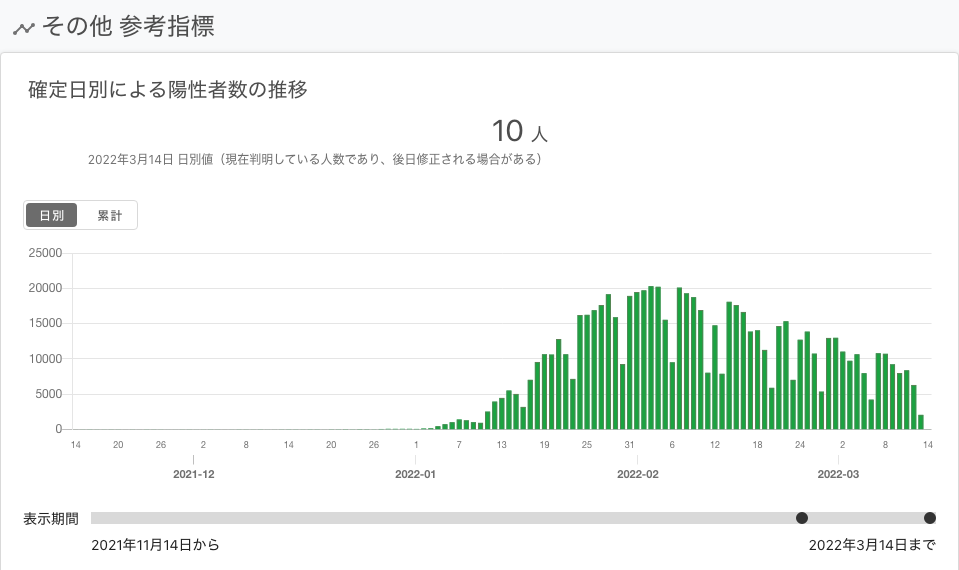 その他 参考指標
確定日別による陽性者数の推移
10 人
2022年3月14日 日別値（現在判明している人数であり、後日修正される場合がある）
日別 累計
25000
20000
15000
10000
5000
0
14 20 26 2 8 14 20 26 1 7 13 19 25 31 6 12 18 24 2 8 14
2021-12 2022-01 2022-02 2022-03
表示期間
2021年11月14日から 2022年3月14日まで